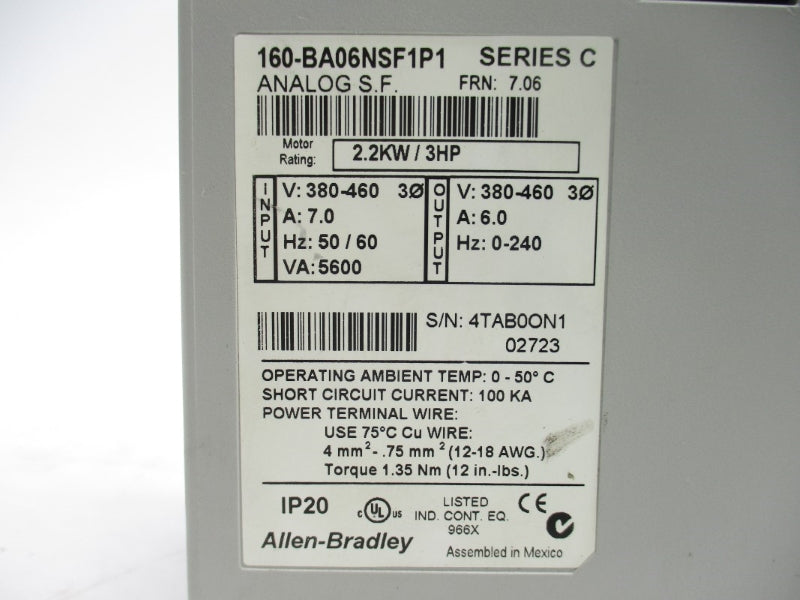 160-BA06NSF1P1 SERIES C
ANALOG S.F. FRN: 7.06
Motor Rating: 2.2KW / 3HP
INPUT
V: 380-460 3Ø
A: 7.0
Hz: 50 / 60
VA: 5600
OUTPUT
V: 380-460 3Ø
A: 6.0
Hz: 0-240
S/N: 4TAB0ON1
02723
OPERATING AMBIENT TEMP: 0 - 50° C
SHORT CIRCUIT CURRENT: 100 KA
POWER TERMINAL WIRE:
USE 75°C Cu WIRE:
4 mm² - .75 mm² (12-18 AWG.)
Torque 1.35 Nm (12 in.-lbs.)
IP20
c UL us
LISTED
IND. CONT. EQ.
966X
CE
Allen-Bradley
Assembled in Mexico